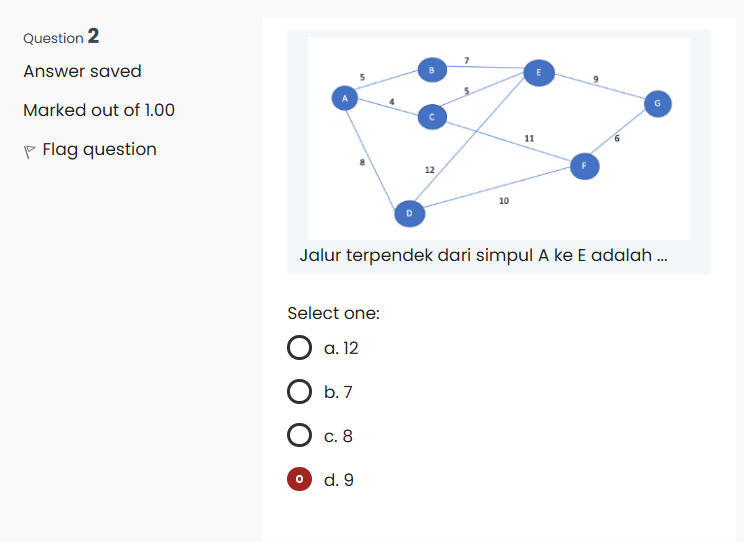 Question 2
Answer saved
Marked out of 1.00
Flag question
A
B
C
D
E
F
G
5
7
4
5
9
8
12
11
10
6
Jalur terpendek dari simpul A ke E adalah ...
Select one:
a. 12
b. 7
c. 8
d. 9